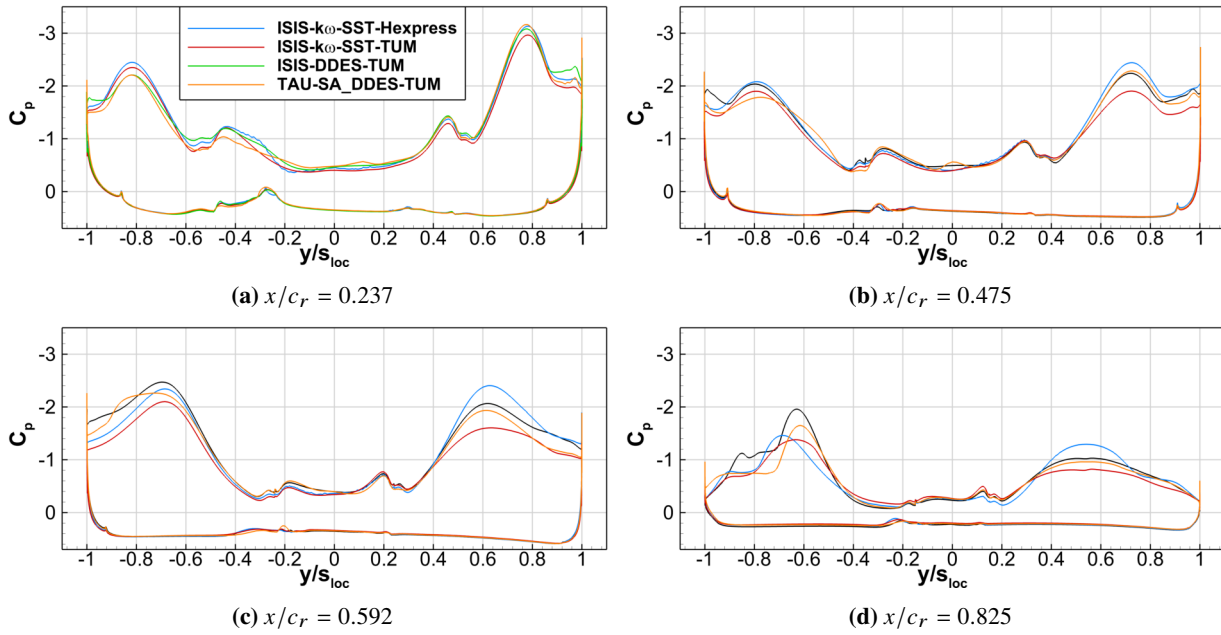 ISIS-kω-SST-Hexpress
ISIS-kω-SST-TUM
ISIS-DDES-TUM
TAU-SA_DDES-TUM
Cp
-3
-2
-1
0
-1 -0.8 -0.6 -0.4 -0.2 0 0.2 0.4 0.6 0.8 1
y/sloc
(a) x/cr = 0.237
Cp
-3
-2
-1
0
-1 -0.8 -0.6 -0.4 -0.2 0 0.2 0.4 0.6 0.8 1
y/sloc
(b) x/cr = 0.475
Cp
-3
-2
-1
0
-1 -0.8 -0.6 -0.4 -0.2 0 0.2 0.4 0.6 0.8 1
y/sloc
(c) x/cr = 0.592
Cp
-3
-2
-1
0
-1 -0.8 -0.6 -0.4 -0.2 0 0.2 0.4 0.6 0.8 1
y/sloc
(d) x/cr = 0.825